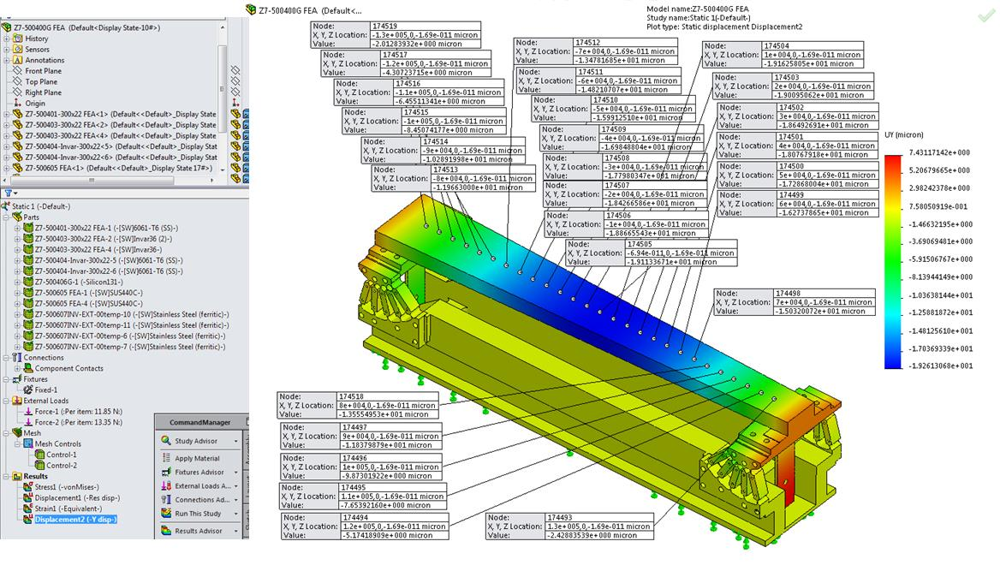 Z7-500400G FEA (Default<Display State-10#>)
History
Sensors
Annotations
Front Plane
Top Plane
Right Plane
Origin
Z7-500401-300x22 FEA<1> (Default<<Default>_Display State
Z7-500403-300x22 FEA<2> (Default<<Default>_Display State
Z7-500403-300x22 FEA<4> (Default<<Default>_Display State
Z7-500404-Invar-300x22<5> (Default<<Default>_Display Stat
Z7-500404-Invar-300x22<6> (Default<<Default>_Display Stat
Z7-500605 FEA<1> (Default<<Default>_Display State 17#>)
Static 1 (-Default-)
Parts
Z7-500401-300x22 FEA-1 (-[SW]6061-T6 (SS)-)
Z7-500403-300x22 FEA-2 (-[SW]Invar36 (2)-)
Z7-500403-300x22 FEA-4 (-[SW]Invar36-)
Z7-500404-Invar-300x22-5 (-[SW]6061-T6 (SS)-)
Z7-500404-Invar-300x22-6 (-[SW]6061-T6 (SS)-)
Z7-500406G-1 (-Silicon131-)
Z7-500605 FEA-1 (-[SW]SUS440C-)
Z7-500605 FEA-4 (-[SW]SUS440C-)
Z7-500607INV-EXT-00temp-10 (-[SW]Stainless Steel (ferritic)-)
Z7-500607INV-EXT-00temp-11 (-[SW]Stainless Steel (ferritic)-)
Z7-500607INV-EXT-00temp-6 (-[SW]Stainless Steel (ferritic)-)
Z7-500607INV-EXT-00temp-7 (-[SW]Stainless Steel (ferritic)-)
Connections
Component Contacts
Fixtures
Fixed-1
External Loads
Force-1 (:Per item: 11.85 N:)
Force-2 (:Per item: 13.35 N:)
Mesh
Mesh Controls
Control-1
Control-2
Results
Stress1 (-vonMises-)
Displacement1 (-Res disp-)
Strain1 (-Equivalent-)
Displacement2 (-Y disp-)
CommandManager
Study Advisor
Apply Material
Fixtures Advisor
External Loads A...
Connections Ad...
Run This Study
Results Advisor
Z7-500400G FEA (Default<...
Model name:Z7-500400G FEA
Study name:Static 1(-Default-)
Plot type: Static displacement Displacement2
Node: 174519
X, Y, Z Location: -1.3e+005,0,-1.69e-011 micron
Value: -2.01283932e+000 micron
Node: 174517
X, Y, Z Location: -1.2e+005,0,-1.69e-011 micron
Value: -4.30723715e+000 micron
Node: 174516
X, Y, Z Location: -1.1e+005,0,-1.69e-011 micron
Value: -6.45511341e+000 micron
Node: 174515
X, Y, Z Location: -1e+005,0,-1.69e-011 micron
Value: -8.45074177e+000 micron
Node: 174514
X, Y, Z Location: -9e+004,0,-1.69e-011 micron
Value: -1.02891998e+001 micron
Node: 174513
X, Y, Z Location: -8e+004,0,-1.69e-011 micron
Value: -1.19663000e+001 micron
Node: 174512
X, Y, Z Location: -7e+004,0,-1.69e-011 micron
Value: -1.34781685e+001 micron
Node: 174511
X, Y, Z Location: -6e+004,0,-1.69e-011 micron
Value: -1.48210707e+001 micron
Node: 174510
X, Y, Z Location: -5e+004,0,-1.69e-011 micron
Value: -1.59912510e+001 micron
Node: 174509
X, Y, Z Location: -4e+004,0,-1.69e-011 micron
Value: -1.69848804e+001 micron
Node: 174508
X, Y, Z Location: -3e+004,0,-1.69e-011 micron
Value: -1.77980347e+001 micron
Node: 174507
X, Y, Z Location: -2e+004,0,-1.69e-011 micron
Value: -1.84266586e+001 micron
Node: 174506
X, Y, Z Location: -1e+004,0,-1.69e-011 micron
Value: -1.88665543e+001 micron
Node: 174505
X, Y, Z Location: -6.94e-011,0,-1.69e-011 micron
Value: -1.91133671e+001 micron
Node: 174504
X, Y, Z Location: 1e+004,0,-1.69e-011 micron
Value: -1.91625805e+001 micron
Node: 174503
X, Y, Z Location: 2e+004,0,-1.69e-011 micron
Value: -1.90095062e+001 micron
Node: 174502
X, Y, Z Location: 3e+004,0,-1.69e-011 micron
Value: -1.86492691e+001 micron
Node: 174501
X, Y, Z Location: 4e+004,0,-1.69e-011 micron
Value: -1.80767918e+001 micron
Node: 174500
X, Y, Z Location: 5e+004,0,-1.69e-011 micron
Value: -1.72868004e+001 micron
Node: 174499
X, Y, Z Location: 6e+004,0,-1.69e-011 micron
Value: -1.62737865e+001 micron
Node: 174498
X, Y, Z Location: 7e+004,0,-1.69e-011 micron
Value: -1.50320072e+001 micron
Node: 174518
X, Y, Z Location: 8e+004,0,-1.69e-011 micron
Value: -1.35554953e+001 micron
Node: 174497
X, Y, Z Location: 9e+004,0,-1.69e-011 micron
Value: -1.18379879e+001 micron
Node: 174496
X, Y, Z Location: 1e+005,0,-1.69e-011 micron
Value: -9.87301922e+000 micron
Node: 174495
X, Y, Z Location: 1.1e+005,0,-1.69e-011 micron
Value: -7.65392160e+000 micron
Node: 174494
X, Y, Z Location: 1.2e+005,0,-1.69e-011 micron
Value: -5.17418909e+000 micron
Node: 174493
X, Y, Z Location: 1.3e+005,0,-1.69e-011 micron
Value: -2.42883539e+000 micron
UY (micron)
7.43117142e+000
5.20679665e+000
2.98242378e+000
7.58050919e-001
-1.46632195e+000
-3.69069481e+000
-5.91506767e+000
-8.13944149e+000
-1.03638144e+001
-1.25881872e+001
-1.48125610e+001
-1.70369339e+001
-1.92613068e+001